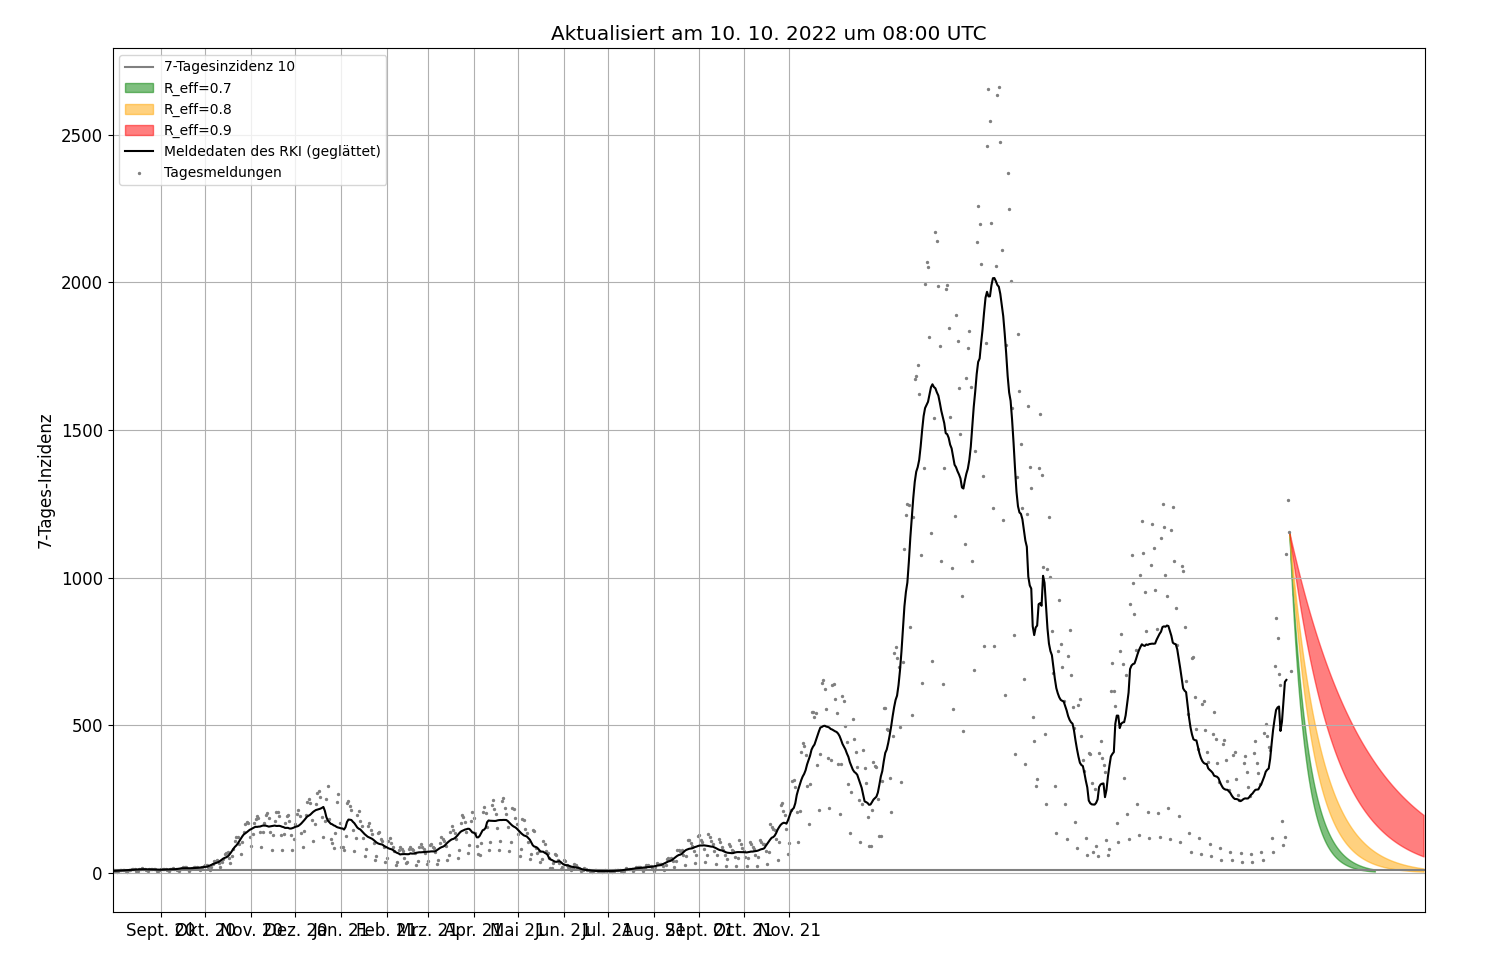 Aktualisiert am 10. 10. 2022 um 08:00 UTC
7-Tagesinzidenz 10
R_eff=0.7
R_eff=0.8
R_eff=0.9
Meldedaten des RKI (geglättet)
Tagesmeldungen
7-Tages-Inzidenz
2500
2000
1500
1000
500
0
Sept. 20
Okt. 20
Nov. 20
Dez. 20
Jan. 21
Feb. 21
Mrz. 21
Apr. 21
Mai 21
Jun. 21
Jul. 21
Aug. 21
Sept. 21
Oct. 21
Nov. 21